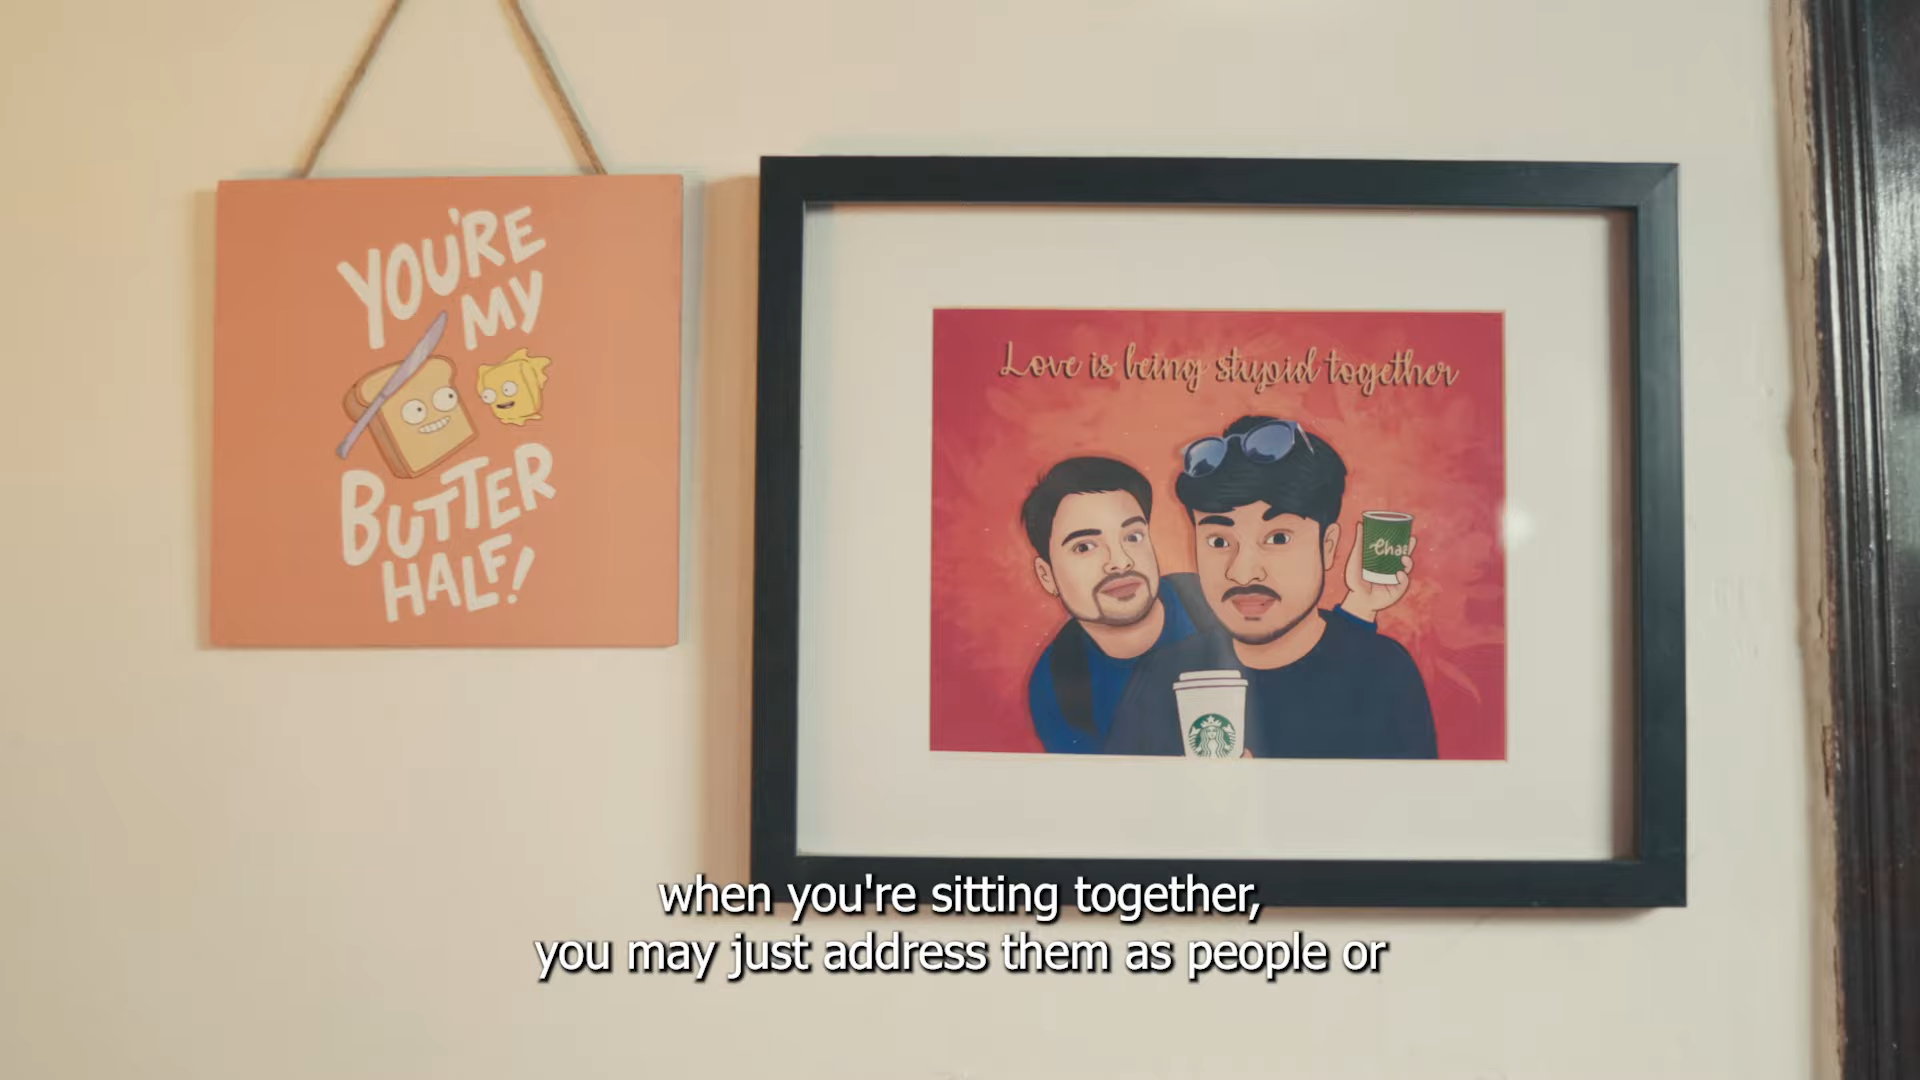 YOU'RE
MY
BUTTER
HALF!
Love is being stupid together
Chaa
when you're sitting together,
you may just address them as people or